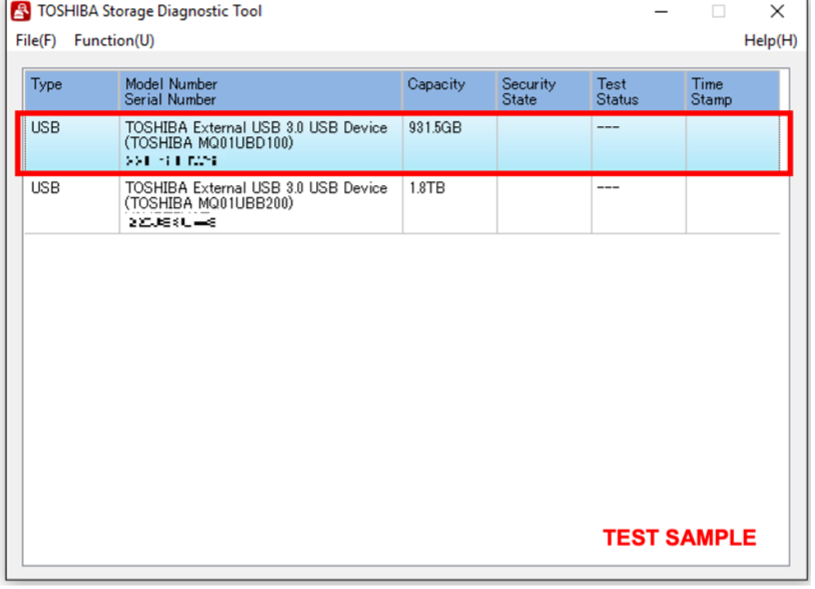 TOSHIBA Storage Diagnostic Tool
File(F) Function(U) Help(H)
Type Model Number Capacity Security Test Time
Serial Number State Status Stamp
USB TOSHIBA External USB 3.0 USB Device 931.5GB ---
(TOSHIBA MQ01UBD100)
USB TOSHIBA External USB 3.0 USB Device 1.8TB ---
(TOSHIBA MQ01UBB200)
TEST SAMPLE